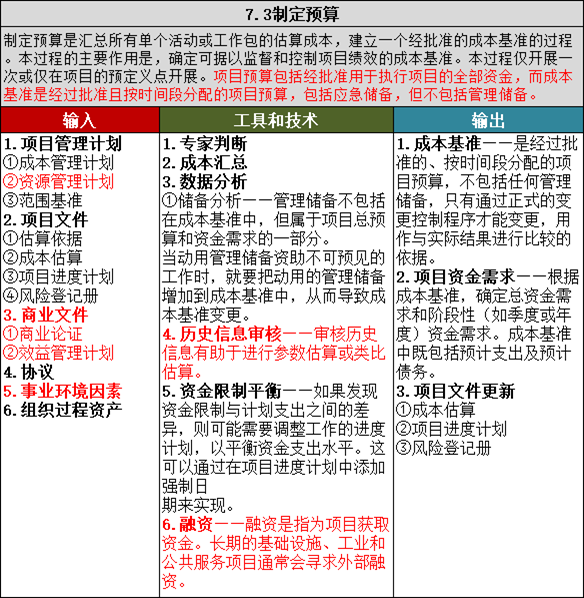 7.3制定预算
制定预算是汇总所有单个活动或工作包的估算成本，建立一个经批准的成本基准的过程
。本过程的主要作用是，确定可据以监督和控制项目绩效的成本基准。本过程仅开展一
次或仅在项目的预定义点开展。项目预算包括经批准用于执行项目的全部资金，而成本
基准是经过批准且按时间段分配的项目预算，包括应急储备，但不包括管理储备。
输入
1.项目管理计划
①成本管理计划
②资源管理计划
③范围基准
2.项目文件
①估算依据
②成本估算
③项目进度计划
④风险登记册
3.商业文件
①商业论证
②效益管理计划
4.协议
5.事业环境因素
6.组织过程资产
工具和技术
1.专家判断
2.成本汇总
3.数据分析
①储备分析——管理储备不包括
在成本基准中，但属于项目总预
算和资金需求的一部分。
当动用管理储备资助不可预见的
工作时，就要把动用的管理储备
增加到成本基准中，从而导致成
本基准变更。
4.历史信息审核——审核历史
信息有助于进行参数估算或类比
估算。
5.资金限制平衡——如果发现
资金限制与计划支出之间的差
异，则可能需要调整工作的进度
计划，以平衡资金支出水平。这
可以通过在项目进度计划中添加
强制日
期来实现。
6.融资——融资是指为项目获取
资金。长期的基础设施、工业和
公共服务项目通常会寻求外部融
资。
输出
1.成本基准——是经过批
准的、按时间段分配的项
目预算，不包括任何管理
储备，只有通过正式的变
更控制程序才能变更，用
作与实际结果进行比较的
依据。
2.项目资金需求——根据
成本基准，确定总资金需
求和阶段性（如季度或年
度）资金需求。成本基准
中既包括预计支出及预计
债务。
3.项目文件更新
①成本估算
②项目进度计划
③风险登记册